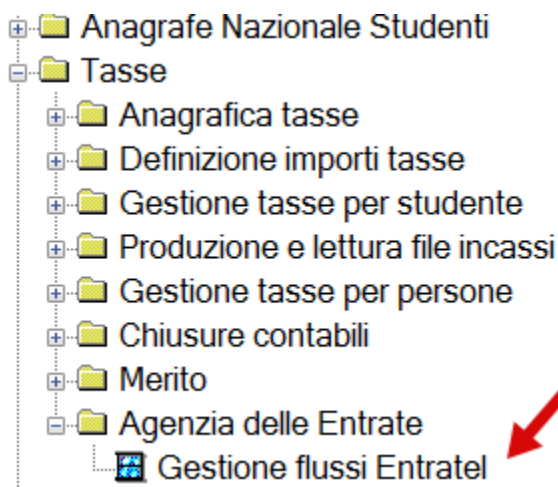 Anagrafe Nazionale Studenti
Tasse
Anagrafica tasse
Definizione importi tasse
Gestione tasse per studente
Produzione e lettura file incassi
Gestione tasse per persone
Chiusure contabili
Merito
Agenzia delle Entrate
Gestione flussi Entratel